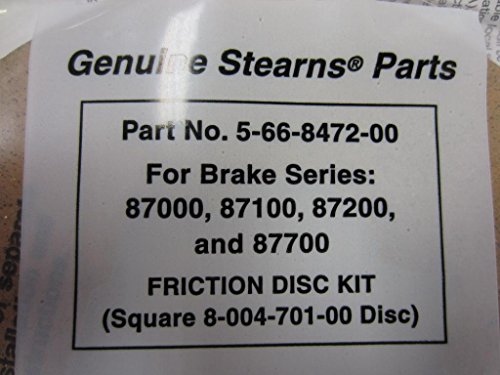 Genuine Stearns® Parts
Part No. 5-66-8472-00
For Brake Series:
87000, 87100, 87200,
and 87700
FRICTION DISC KIT
(Square 8-004-701-00 Disc)